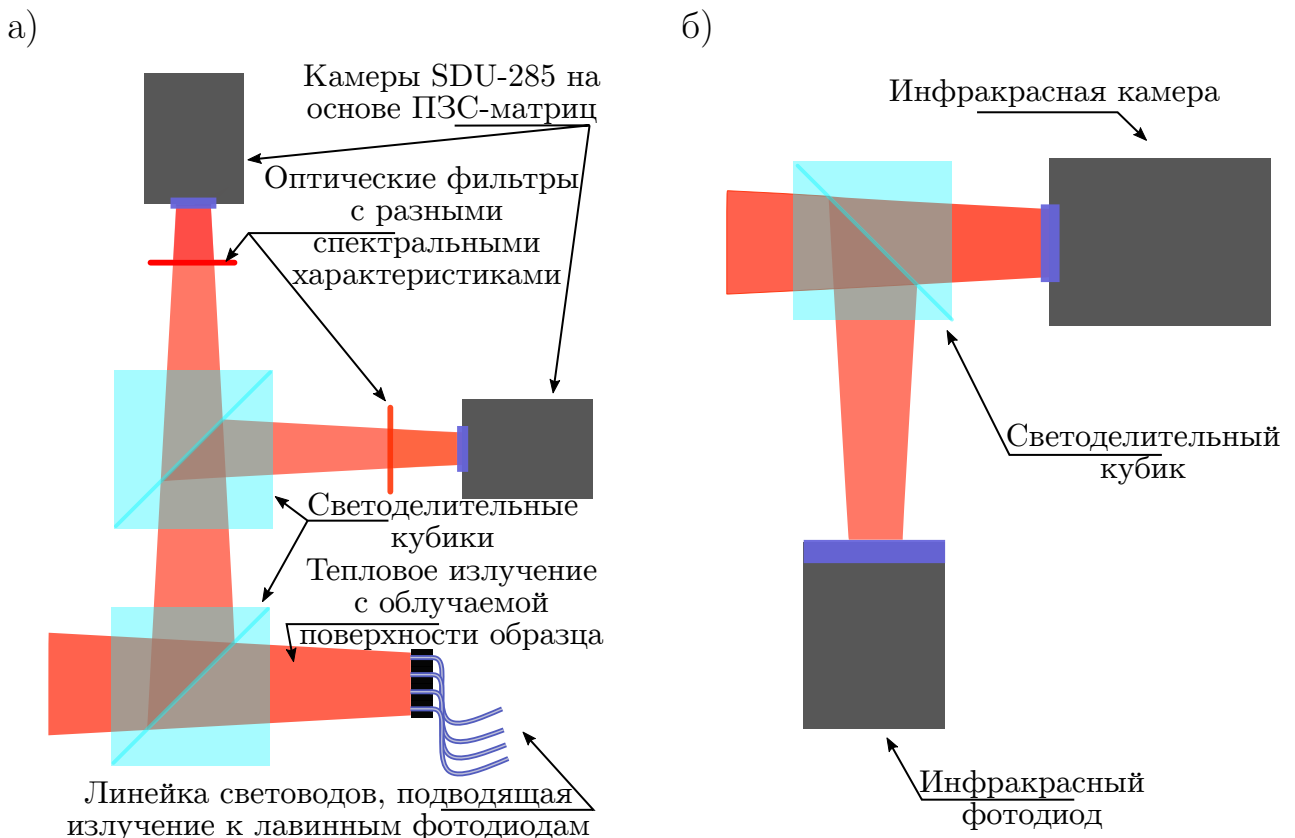 а)
Камеры SDU-285 на
основе ПЗС-матриц
Оптические фильтры
с разными
спектральными
характеристиками
Светоделительные
кубики
Тепловое излучение
с облучаемой
поверхности образца
Линейка световодов, подводящая
излучение к лавинным фотодиодам
б)
Инфракрасная камера
Светоделительный
кубик
Инфракрасный
фотодиод